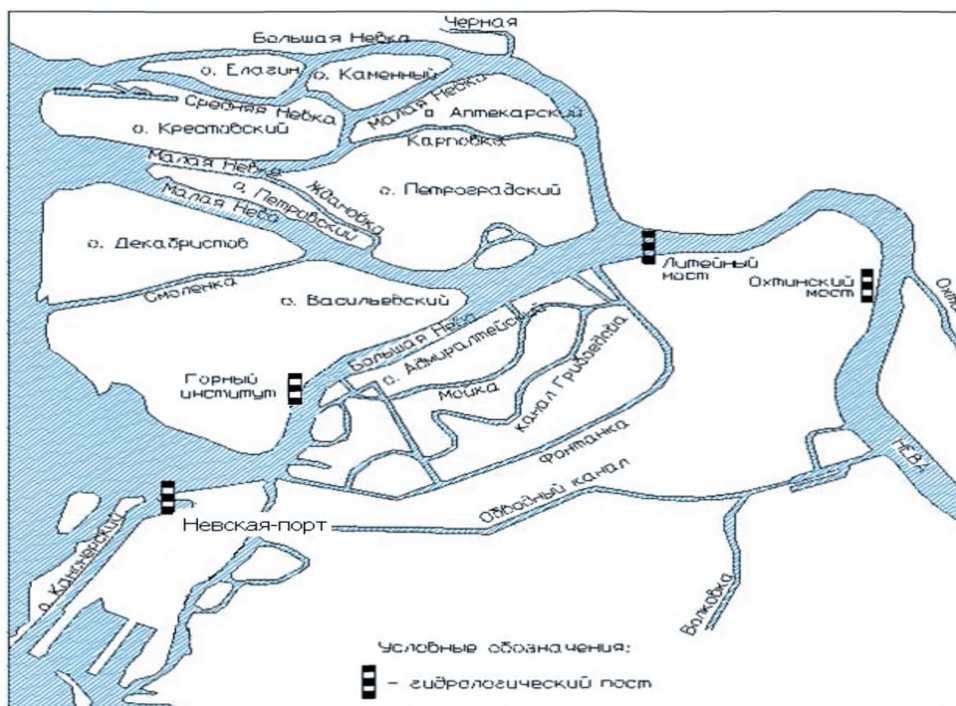 Черная
Большая Невка
о. Елагин
о. Каменный
Средняя Невка
Малая Невка
о Аптекарский
о. Крестовский
Карповка
Малая Невка
Ждановка
о. Петровский
о. Петроградский
Малая Нева
о. Декабристов
Литейный
мост
Охтинский
мост
Охта
Смоленка
о. Васильевский
Большая Нева
о. Адмиралтейский
Горный
институт
Мойка
канал Грибоедова
Фонтанка
НЕВА
Обводный канал
Невская-порт
о. Канонерский
Волковка
Условные обозначения:
- гидрологический пост